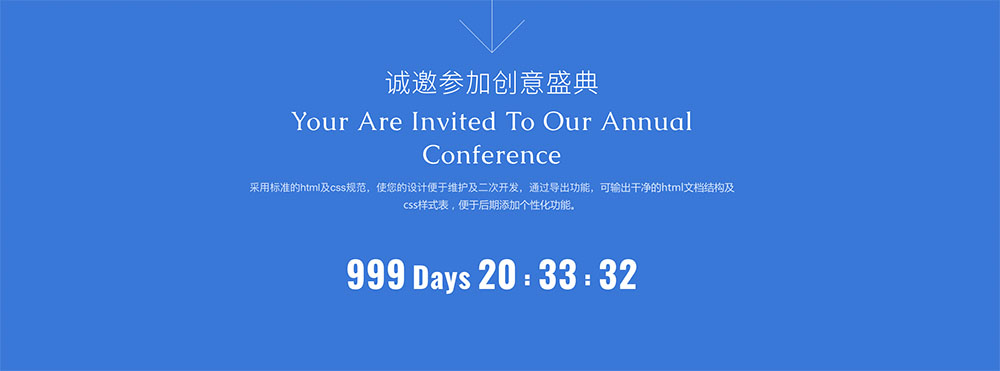 诚邀参加创意盛典
Your Are Invited To Our Annual
Conference
采用标准的html及css规范，使您的设计便于维护及二次开发，通过导出功能，可输出干净的html文档结构及
css样式表，便于后期添加个性化功能。
999 Days 20 : 33 : 32